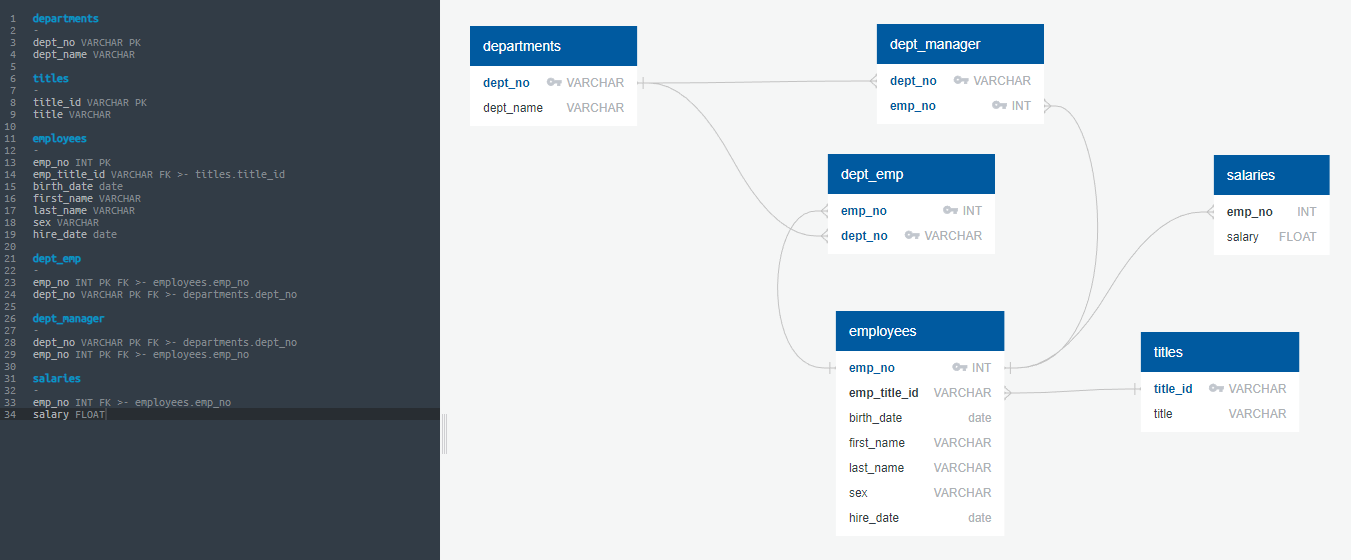 1 departments
2 -
3 dept_no VARCHAR PK
4 dept_name VARCHAR
5
6 titles
7 -
8 title_id VARCHAR PK
9 title VARCHAR
10
11 employees
12 -
13 emp_no INT PK
14 emp_title_id VARCHAR FK >- titles.title_id
15 birth_date date
16 first_name VARCHAR
17 last_name VARCHAR
18 sex VARCHAR
19 hire_date date
20
21 dept_emp
22 -
23 emp_no INT PK FK >- employees.emp_no
24 dept_no VARCHAR PK FK >- departments.dept_no
25
26 dept_manager
27 -
28 dept_no VARCHAR PK FK >- departments.dept_no
29 emp_no INT PK FK >- employees.emp_no
30
31 salaries
32 -
33 emp_no INT FK >- employees.emp_no
34 salary FLOAT
departments
dept_no VARCHAR
dept_name VARCHAR
dept_manager
dept_no VARCHAR
emp_no INT
dept_emp
emp_no INT
dept_no VARCHAR
salaries
emp_no INT
salary FLOAT
employees
emp_no INT
emp_title_id VARCHAR
birth_date date
first_name VARCHAR
last_name VARCHAR
sex VARCHAR
hire_date date
titles
title_id VARCHAR
title VARCHAR